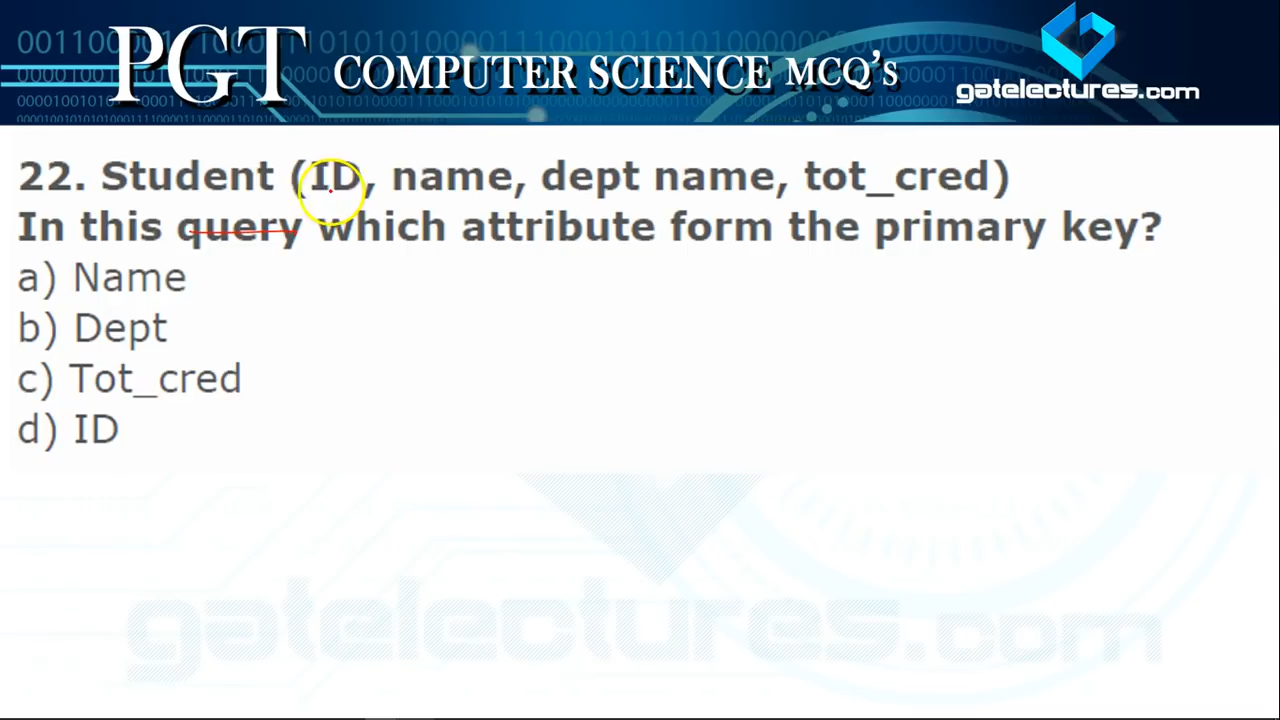 PGT COMPUTER SCIENCE MCQ's
gatelectures.com
22. Student (ID, name, dept name, tot_cred)
In this query which attribute form the primary key?
a) Name
b) Dept
c) Tot_cred
d) ID
gatelectures.com